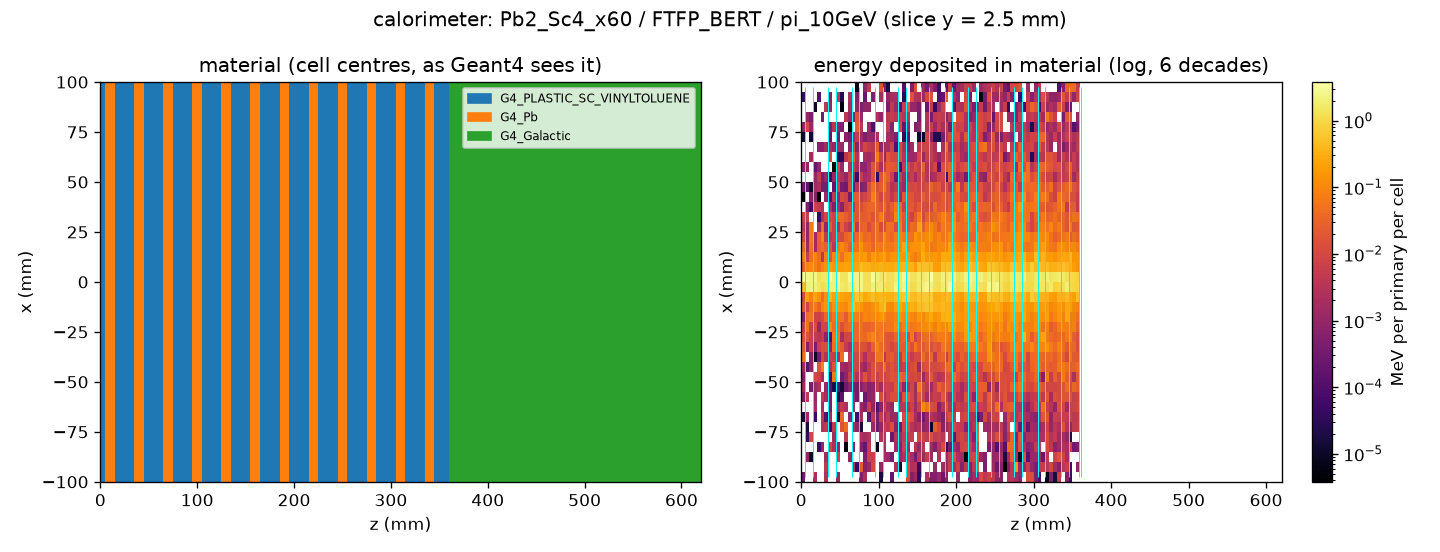 calorimeter: Pb2_Sc4_x60 / FTFP_BERT / pi_10GeV (slice y = 2.5 mm)
material (cell centres, as Geant4 sees it)
100
75
50
25
0
−25
−50
−75
−100
x (mm)
0 100 200 300 400 500 600
z (mm)
G4_PLASTIC_SC_VINYLTOLUENE
G4_Pb
G4_Galactic
energy deposited in material (log, 6 decades)
100
75
50
25
0
−25
−50
−75
−100
x (mm)
0 100 200 300 400 500 600
z (mm)
10⁰
10⁻¹
10⁻²
10⁻³
10⁻⁴
10⁻⁵
MeV per primary per cell